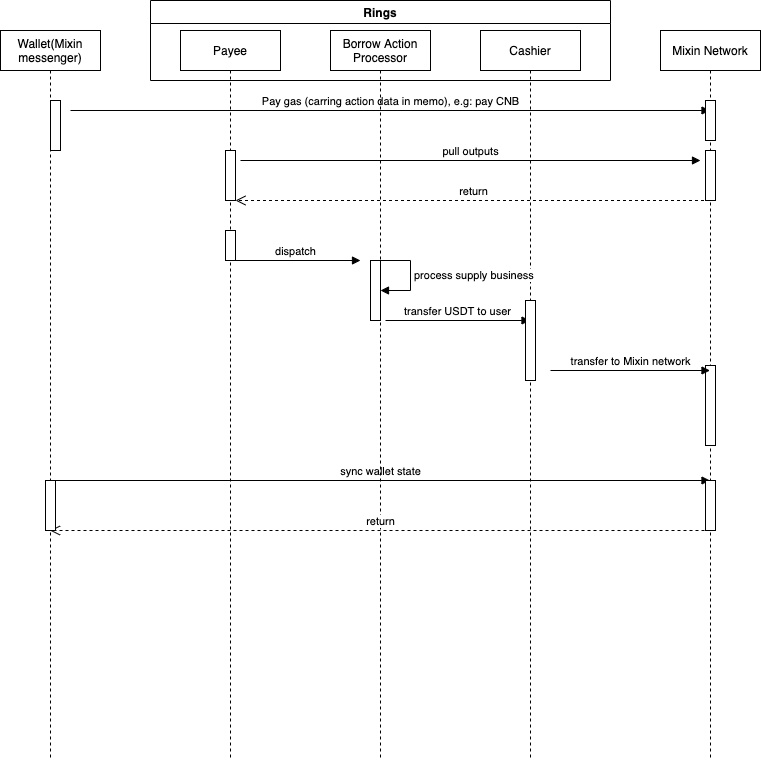 Rings
Wallet(Mixin
messenger)
Payee
Borrow Action
Processor
Cashier
Mixin Network
Pay gas (carring action data in memo), e.g: pay CNB
pull outputs
return
dispatch
process supply business
transfer USDT to user
transfer to Mixin network
sync wallet state
return